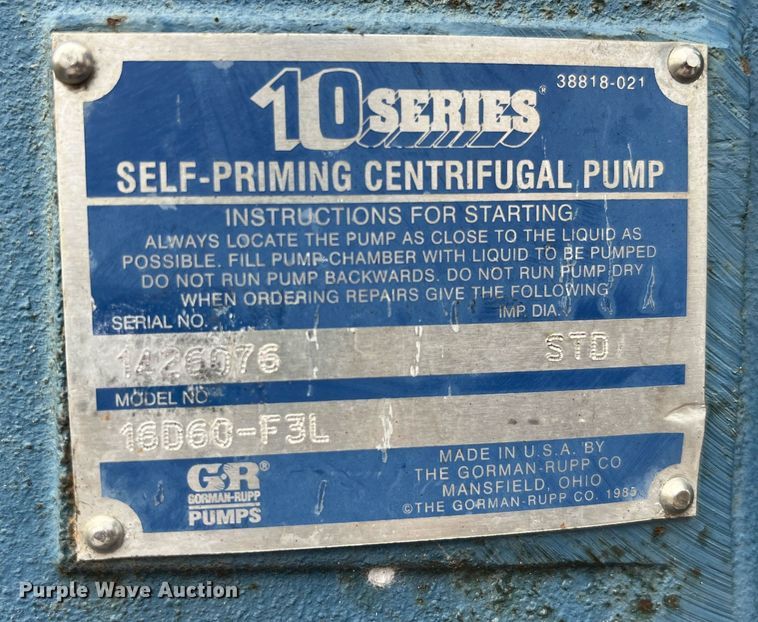 38818-021
10 SERIES®
SELF-PRIMING CENTRIFUGAL PUMP
INSTRUCTIONS FOR STARTING
ALWAYS LOCATE THE PUMP AS CLOSE TO THE LIQUID AS
POSSIBLE. FILL PUMP CHAMBER WITH LIQUID TO BE PUMPED
DO NOT RUN PUMP BACKWARDS. DO NOT RUN PUMP DRY
WHEN ORDERING REPAIRS GIVE THE FOLLOWING
SERIAL NO. IMP. DIA.
1426076 STD
MODEL NO
16D60-F3L
G&R®
GORMAN-RUPP
PUMPS
MADE IN U.S.A. BY
THE GORMAN-RUPP CO
MANSFIELD, OHIO
©THE GORMAN-RUPP CO. 1985
Purple Wave Auction